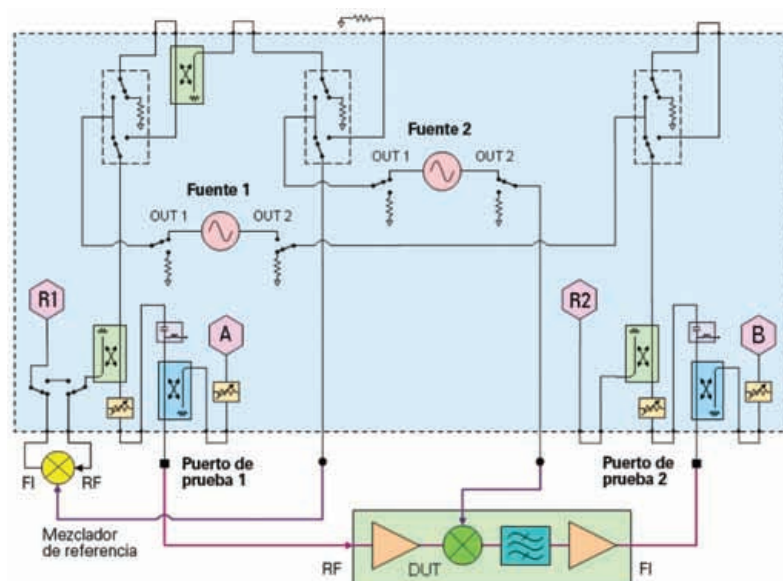 Fuente 2
OUT 1
OUT 2
Fuente 1
OUT 1
OUT 2
R1
A
R2
B
FI
RF
Puerto de
prueba 1
Puerto de
prueba 2
Mezclador
de referencia
RF
DUT
FI